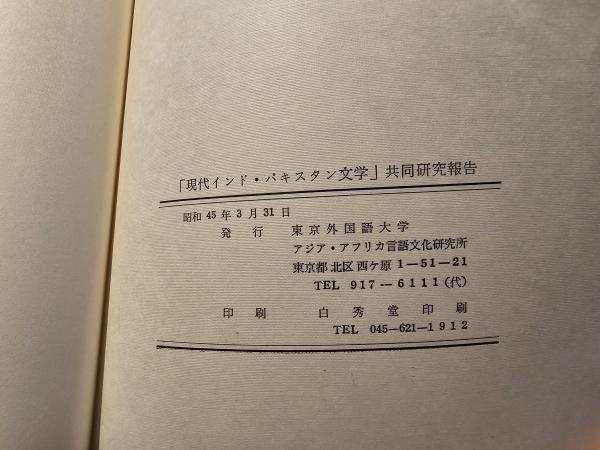 「現代インド・パキスタン文学」共同研究報告
昭和 45 年 3 月 31 日
発 行 東京外国語大学
アジア・アフリカ言語文化研究所
東京都 北区 西ケ原 1―51―21
TEL 917―6111(代)
印 刷 白 秀 堂 印 刷
TEL 045―621―1912